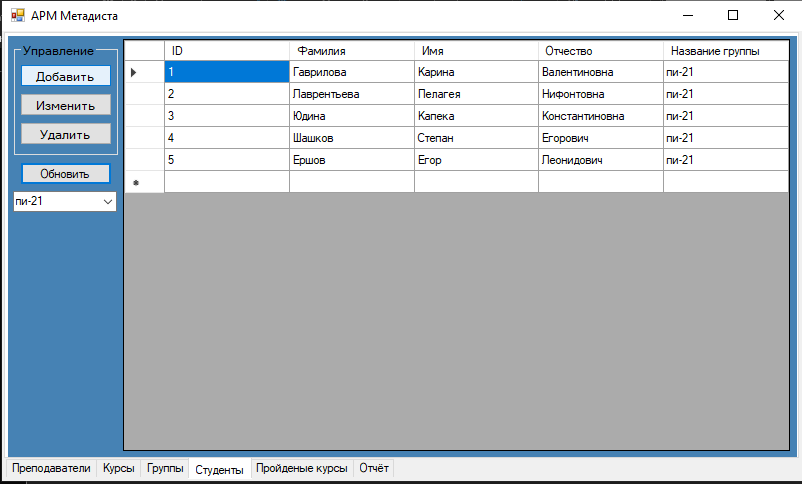 АРМ Метадиста
Управление
Добавить
Изменить
Удалить
Обновить
пи-21
ID Фамилия Имя Отчество Название группы
1 Гаврилова Карина Валентиновна пи-21
2 Лаврентьева Пелагея Нифонтовна пи-21
3 Юдина Капека Константиновна пи-21
4 Шашков Степан Егорович пи-21
5 Ершов Егор Леонидович пи-21
Преподаватели Курсы Группы Студенты Пройденые курсы Отчёт